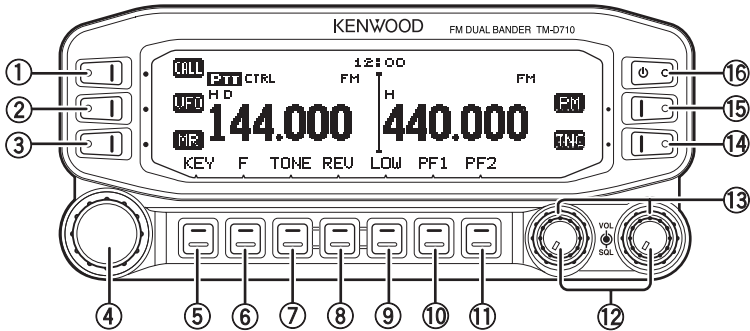 KENWOOD FM DUAL BANDER TM-D710
12:00
CALL PTT CTRL FM FM
VFO H D 144.000 H 440.000 PM
MR ENC
KEY F TONE REV LOW PF1 PF2
VOL
SQL
① ② ③ ④ ⑤ ⑥ ⑦ ⑧ ⑨ ⑩ ⑪ ⑫ ⑬ ⑭ ⑮ ⑯